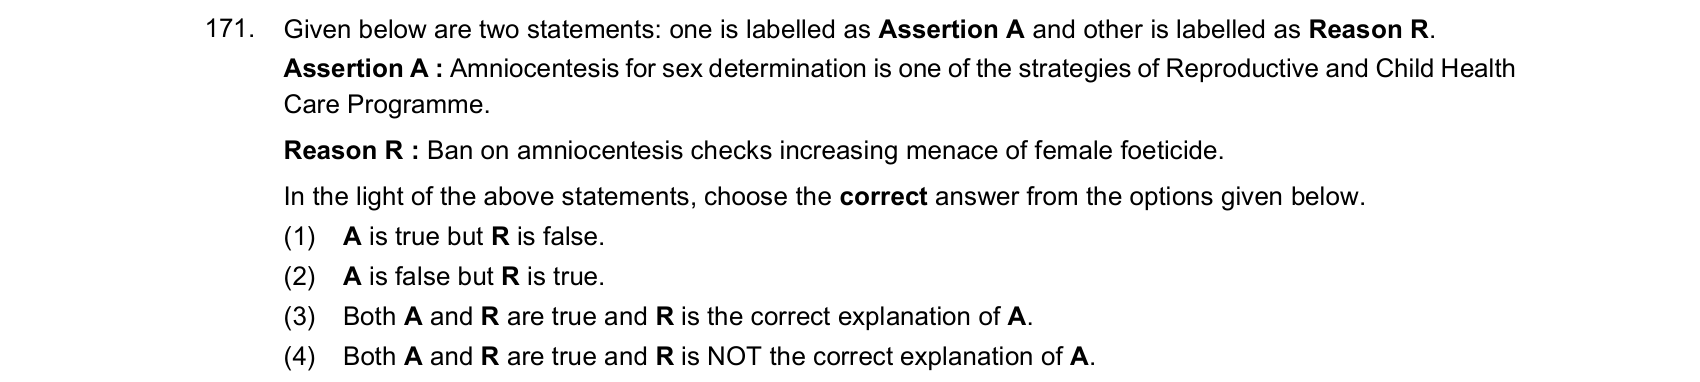 171. Given below are two statements: one is labelled as Assertion A and other is labelled as Reason R.
Assertion A : Amniocentesis for sex determination is one of the strategies of Reproductive and Child Health
Care Programme.
Reason R : Ban on amniocentesis checks increasing menace of female foeticide.
In the light of the above statements, choose the correct answer from the options given below.
(1) A is true but R is false.
(2) A is false but R is true.
(3) Both A and R are true and R is the correct explanation of A.
(4) Both A and R are true and R is NOT the correct explanation of A.